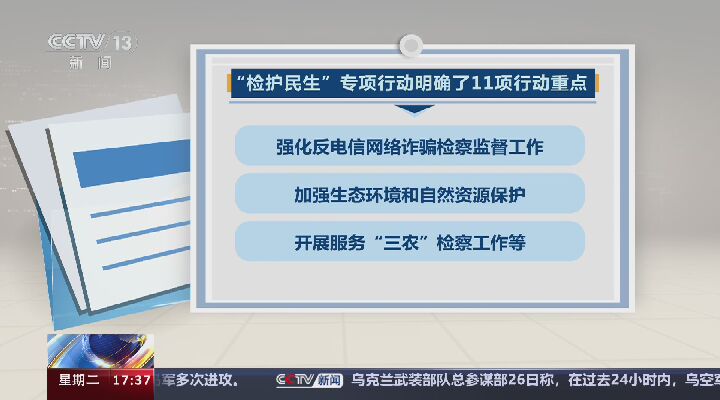 CCTV 13
新闻
“检护民生”专项行动明确了11项行动重点
强化反电信网络诈骗检察监督工作
加强生态环境和自然资源保护
开展服务“三农”检察工作等
星期二 17:37 军多次进攻。 CCTV 新闻 乌克兰武装部队总参谋部26日称，在过去24小时内，乌空